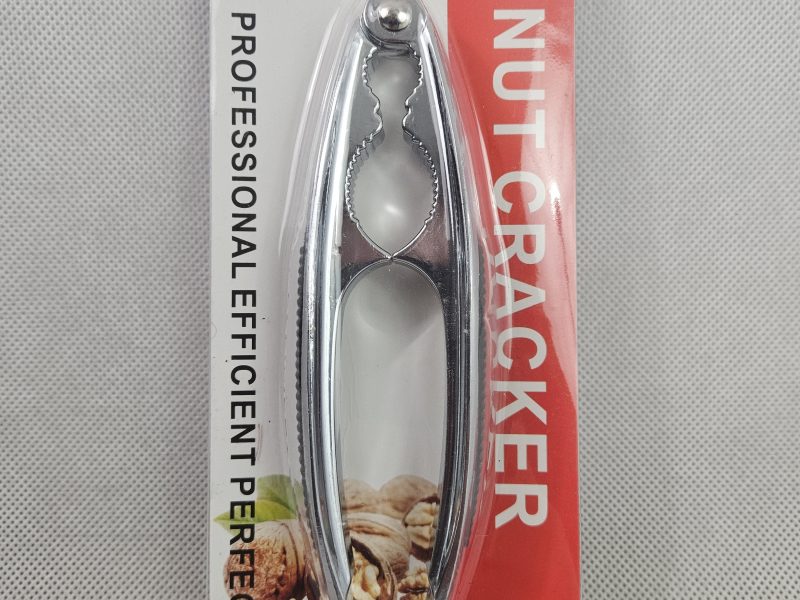 NUT CRACKER
PROFESSIONAL EFFICIENT PERFEC